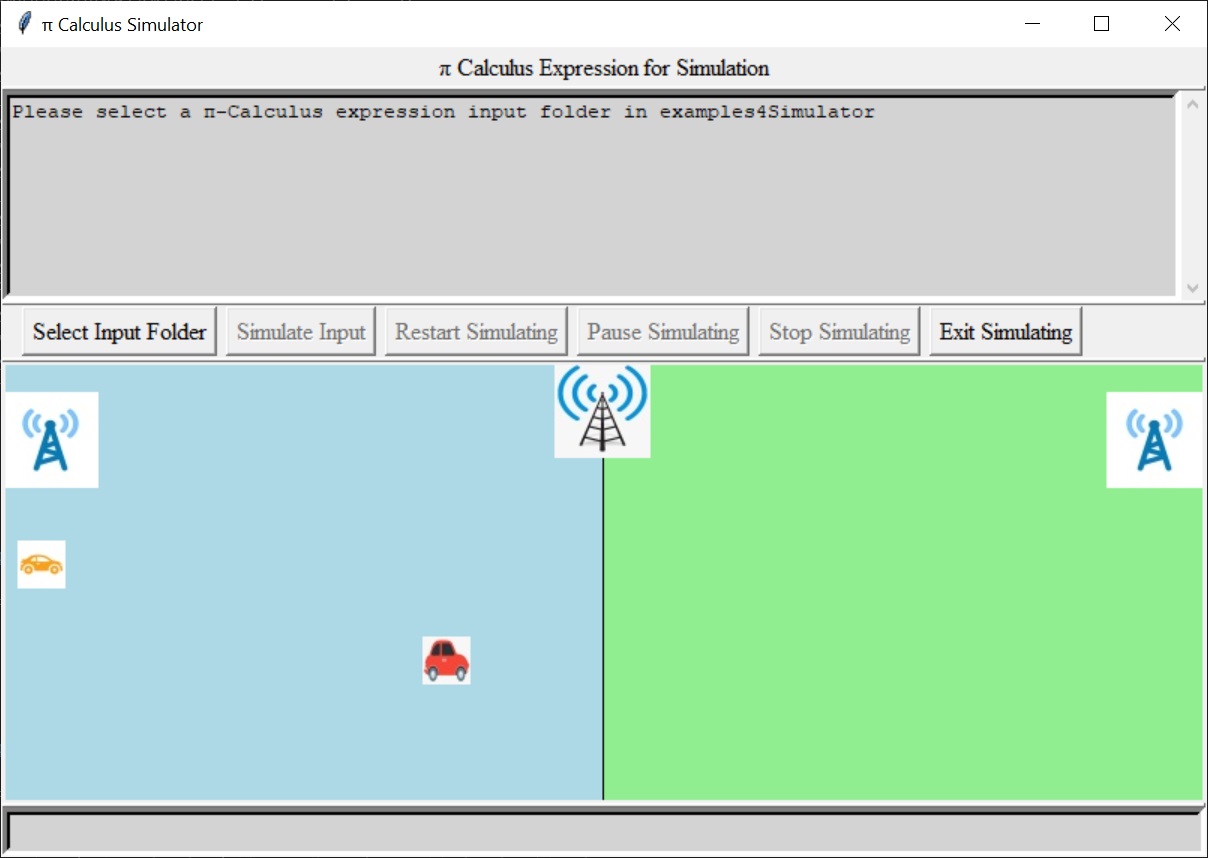 π Calculus Simulator
π Calculus Expression for Simulation
Please select a π-Calculus expression input folder in examples4Simulator
Select Input Folder Simulate Input Restart Simulating Pause Simulating Stop Simulating Exit Simulating